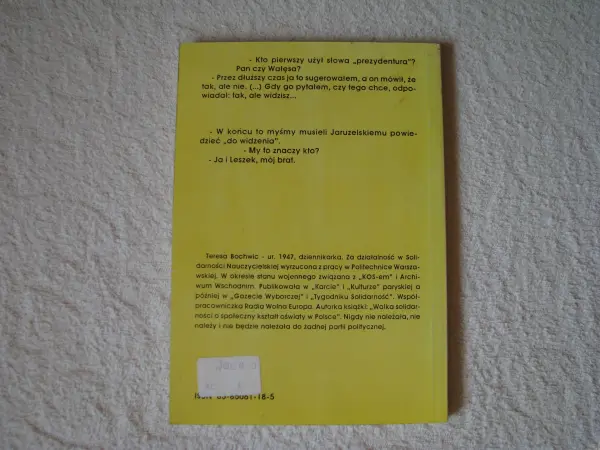 - Kto pierwszy użył słowa „prezydentura"?
Pan czy Wałęsa?
- Przez dłuższy czas ja to sugerowałem, a on mówił, że
tak, ale nie. (...) Gdy go pytałem, czy tego chce, odpo-
wiadał: tak, ale widzisz...
- W końcu to myśmy musieli Jaruzelskiemu powie-
dzieć „do widzenia".
- My to znaczy kto?
- Ja i Leszek, mój brat.
Teresa Bochwic - ur. 1947, dziennikarka. Za działalność w Soli-
darności Nauczycielskiej wyrzucona z pracy w Politechnice Warsza-
wskiej. W okresie stanu wojennego związana z „KOS-em" i Archi-
wum Wschodnim. Publikowała w „Karcie" i „Kulturze" paryskiej a
później w „Gazecie Wyborczej" i „Tygodniku Solidarność". Współ-
pracowniczka Radia Wolna Europa. Autorka książki: „Walka solidar-
ności o społeczny kształt oświaty w Polsce". Nigdy nie należała, nie
należy i nie będzie należała do żadnej partii politycznej.
ISBN 83-85081-18-5